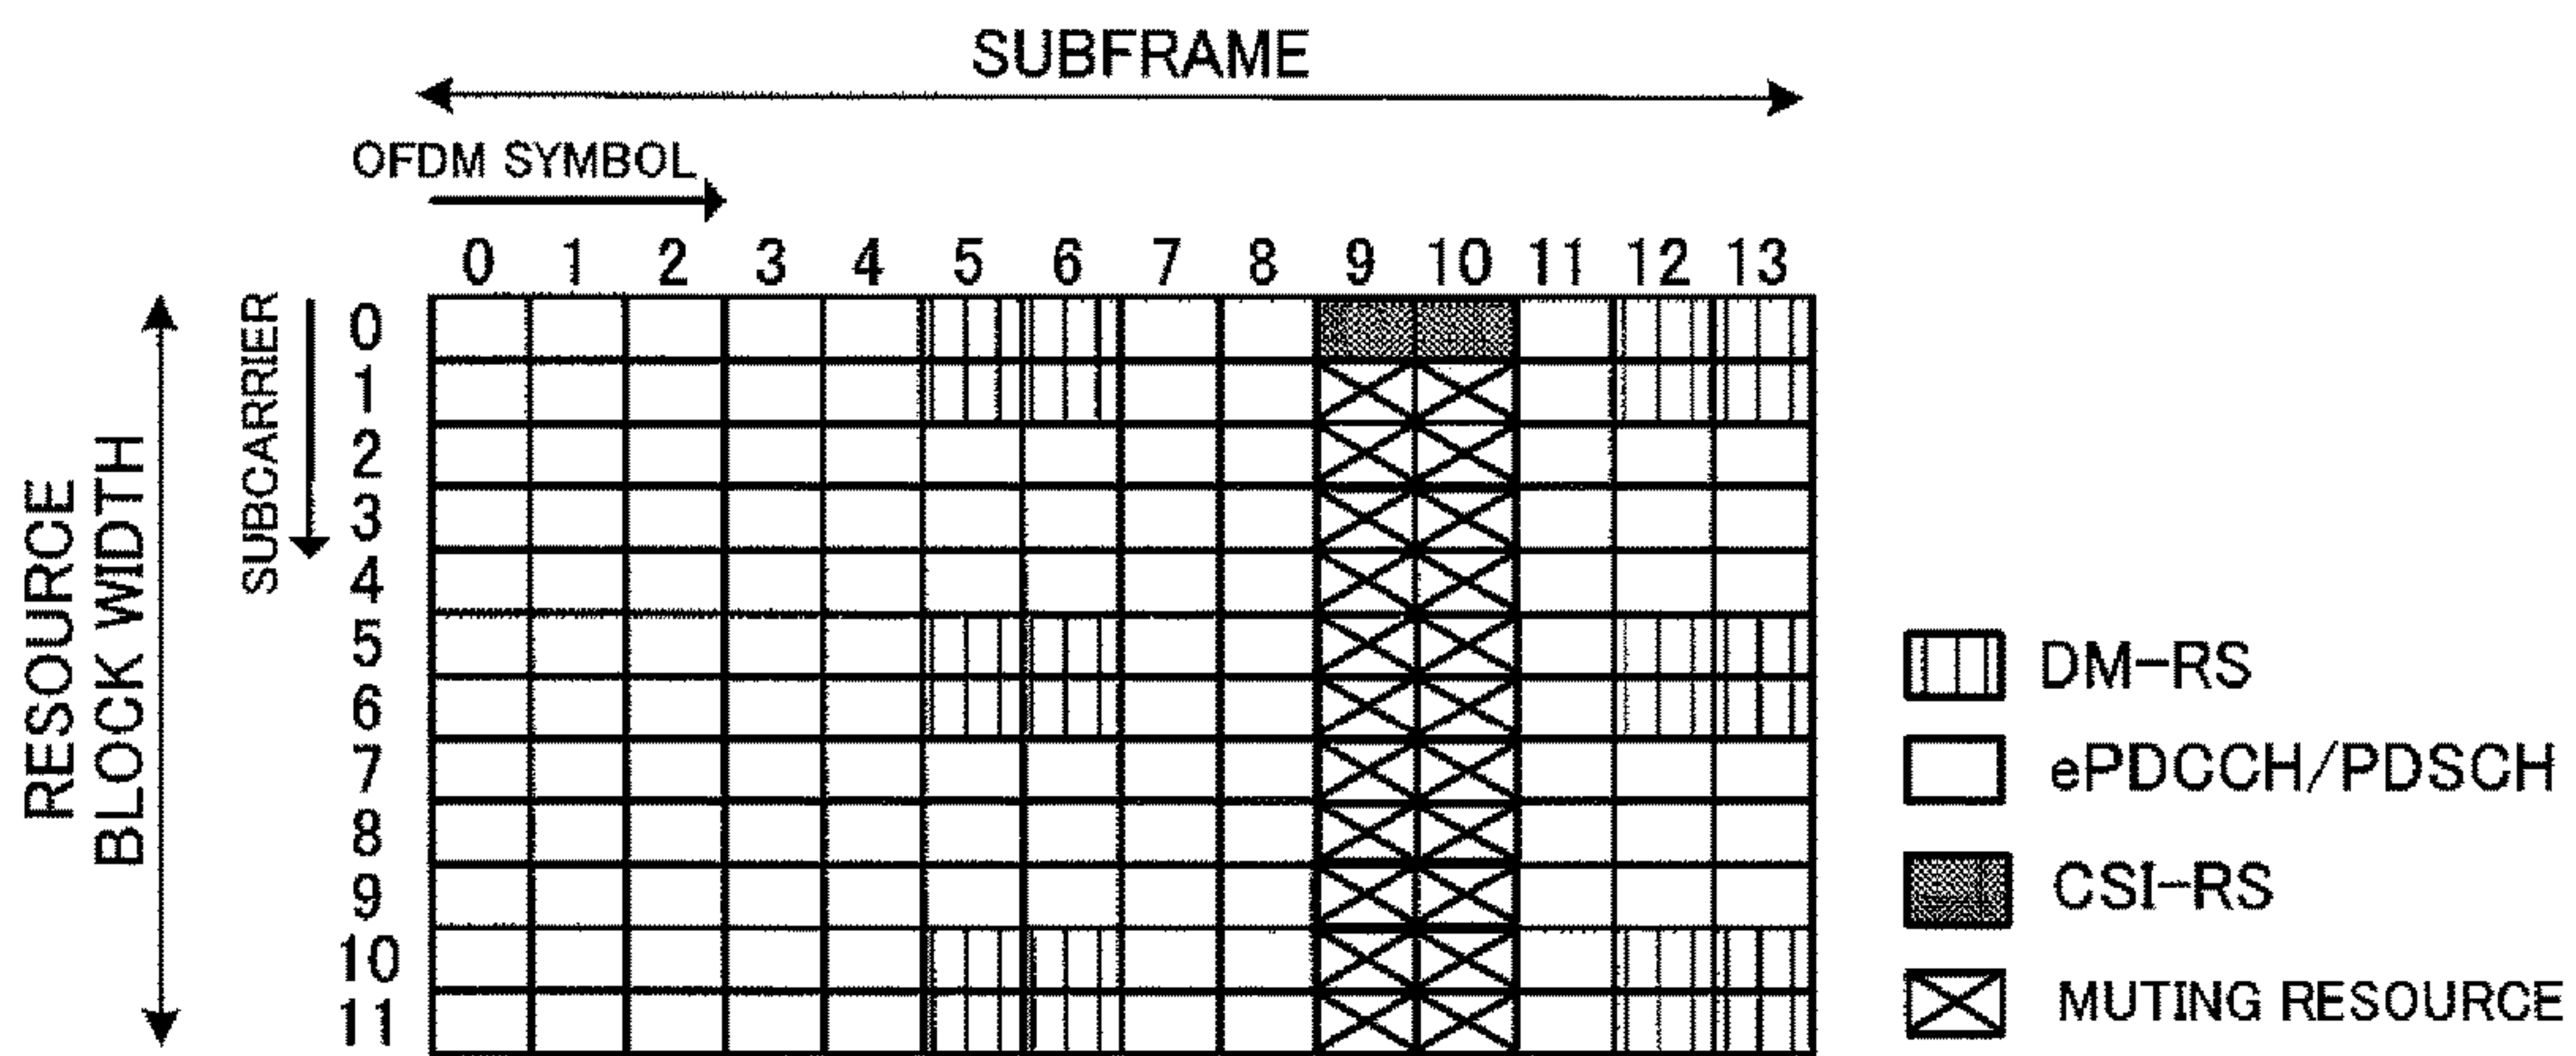 SUBFRAME
OFDM SYMBOL
0 1 2 3 4 5 6 7 8 9 10 11 12 13
RESOURCE
BLOCK WIDTH
SUBCARRIER
0
1
2
3
4
5
6
7
8
9
10
11
DM-RS
ePDCCH/PDSCH
CSI-RS
MUTING RESOURCE